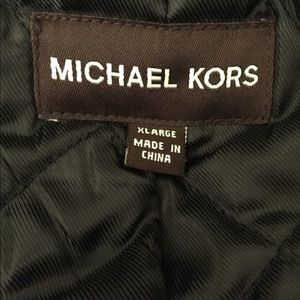 MICHAEL KORS
XLARGE
MADE IN
CHINA